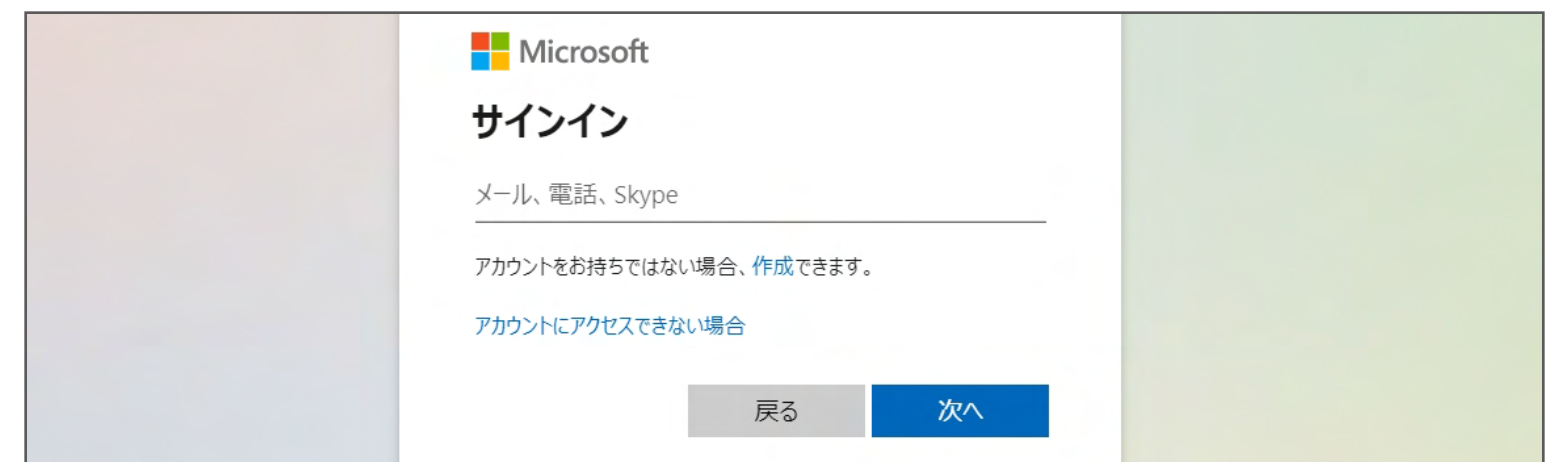 Microsoft
サインイン
メール、電話、Skype
アカウントをお持ちではない場合、作成できます。
アカウントにアクセスできない場合
戻る 次へ